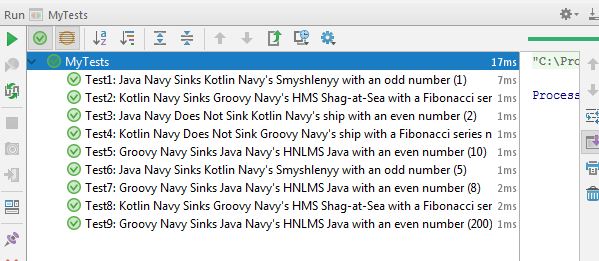 Run MyTests
MyTests 17ms
Test1: Java Navy Sinks Kotlin Navy's Smyshlenyy with an odd number (1) 7ms
Test2: Kotlin Navy Sinks Groovy Navy's HMS Shag-at-Sea with a Fibonacci ser 1ms
Test3: Java Navy Does Not Sink Kotlin Navy's ship with an even number (2) 1ms
Test4: Kotlin Navy Does Not Sink Groovy Navy's ship with a Fibonacci series n 1ms
Test5: Groovy Navy Sinks Java Navy's HNLMS Java with an even number (10) 1ms
Test6: Java Navy Sinks Kotlin Navy's Smyshlenyy with an odd number (5) 1ms
Test7: Groovy Navy Sinks Java Navy's HNLMS Java with an even number (8) 2ms
Test8: Kotlin Navy Sinks Groovy Navy's HMS Shag-at-Sea with a Fibonacci ser 1ms
Test9: Groovy Navy Sinks Java Navy's HNLMS Java with an even number (200) 1ms
"C:\Pro
Process